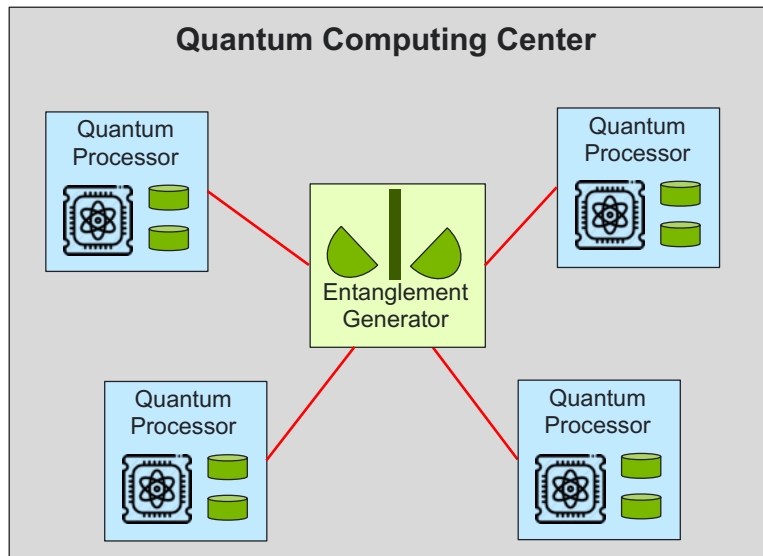 Quantum Computing Center
Quantum
Processor
Quantum
Processor
Entanglement
Generator
Quantum
Processor
Quantum
Processor